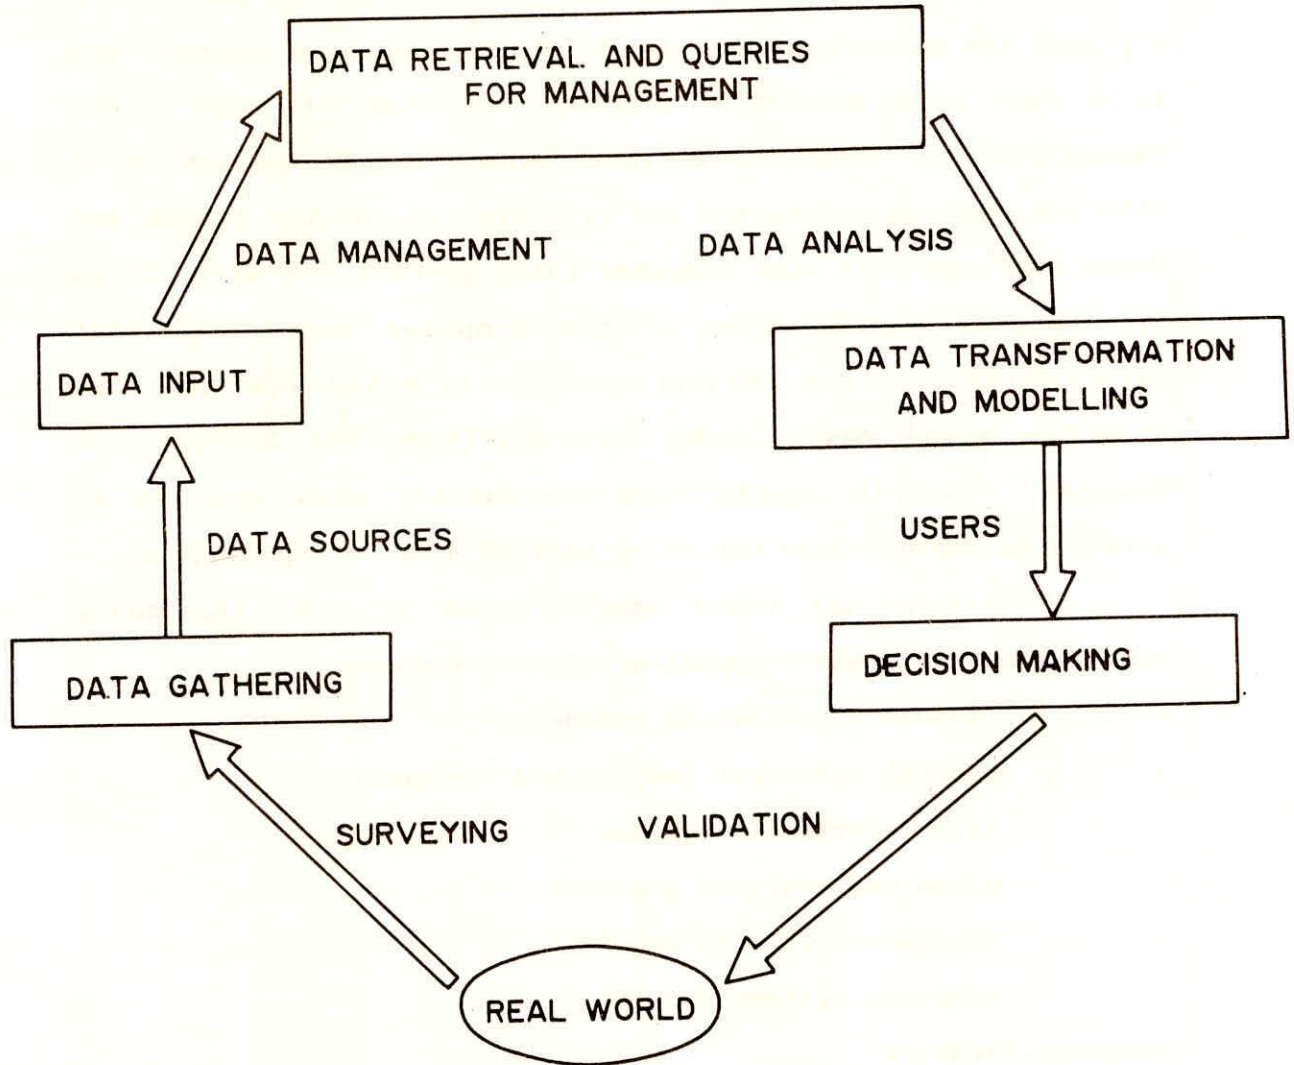 DATA RETRIEVAL AND QUERIES
FOR MANAGEMENT
DATA MANAGEMENT
DATA ANALYSIS
DATA INPUT
DATA TRANSFORMATION
AND MODELLING
DATA SOURCES
USERS
DATA GATHERING
DECISION MAKING
SURVEYING
VALIDATION
REAL WORLD